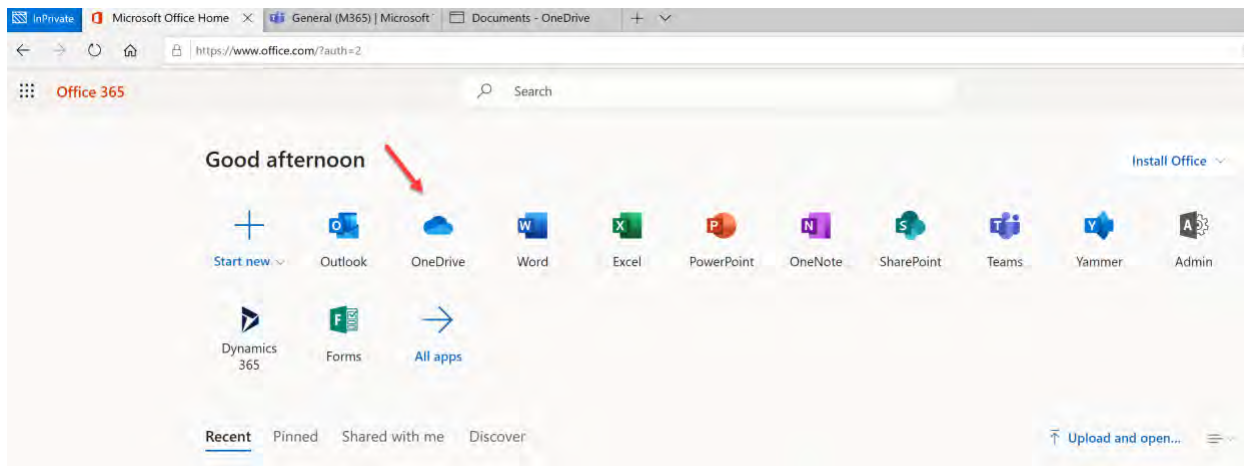 InPrivate Microsoft Office Home General (M365) | Microsoft Documents - OneDrive
https://www.office.com/?auth=2
Office 365 Search
Good afternoon
Install Office
Start new Outlook OneDrive Word Excel PowerPoint OneNote SharePoint Teams Yammer Admin
Dynamics
365 Forms All apps
Recent Pinned Shared with me Discover Upload and open...